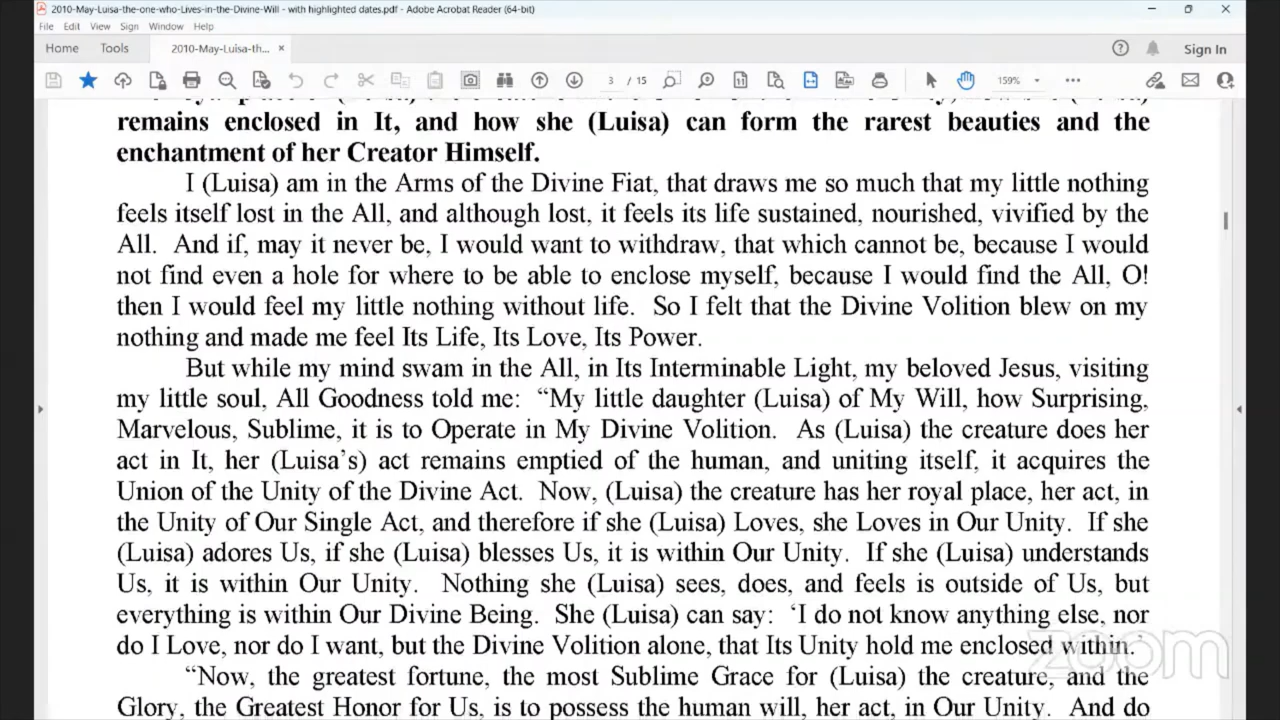 2010-May-Luisa-the-one-who-Lives-in-the-Divine-Will - with highlighted dates.pdf - Adobe Acrobat Reader (64-bit)
File Edit View Sign Window Help
Home Tools 2010-May-Luisa-th... × Sign In
3 / 15 159%
remains enclosed in It, and how she (Luisa) can form the rarest beauties and the
enchantment of her Creator Himself.
I (Luisa) am in the Arms of the Divine Fiat, that draws me so much that my little nothing
feels itself lost in the All, and although lost, it feels its life sustained, nourished, vivified by the
All. And if, may it never be, I would want to withdraw, that which cannot be, because I would
not find even a hole for where to be able to enclose myself, because I would find the All, O!
then I would feel my little nothing without life. So I felt that the Divine Volition blew on my
nothing and made me feel Its Life, Its Love, Its Power.
But while my mind swam in the All, in Its Interminable Light, my beloved Jesus, visiting
my little soul, All Goodness told me: “My little daughter (Luisa) of My Will, how Surprising,
Marvelous, Sublime, it is to Operate in My Divine Volition. As (Luisa) the creature does her
act in It, her (Luisa’s) act remains emptied of the human, and uniting itself, it acquires the
Union of the Unity of the Divine Act. Now, (Luisa) the creature has her royal place, her act, in
the Unity of Our Single Act, and therefore if she (Luisa) Loves, she Loves in Our Unity. If she
(Luisa) adores Us, if she (Luisa) blesses Us, it is within Our Unity. If she (Luisa) understands
Us, it is within Our Unity. Nothing she (Luisa) sees, does, and feels is outside of Us, but
everything is within Our Divine Being. She (Luisa) can say: ‘I do not know anything else, nor
do I Love, nor do I want, but the Divine Volition alone, that Its Unity hold me enclosed within.’
“Now, the greatest fortune, the most Sublime Grace for (Luisa) the creature, and the
Glory, the Greatest Honor for Us, is to possess the human will, her act, in Our Unity. And do
zoom